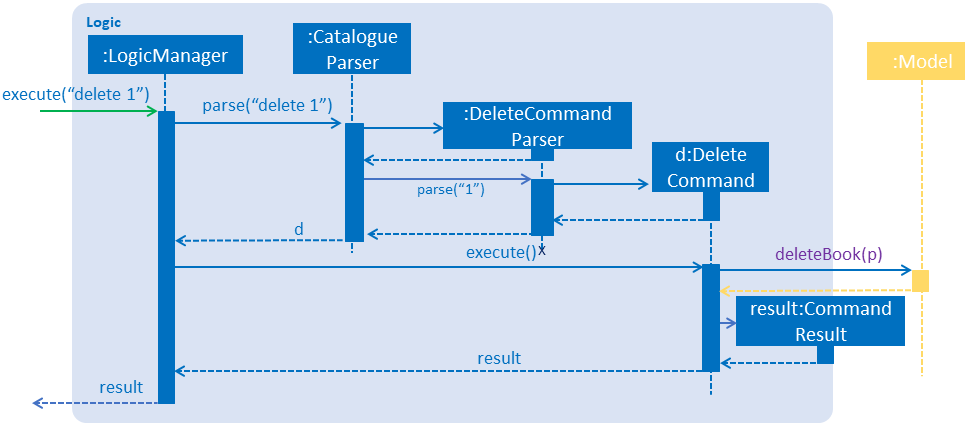 Logic
:LogicManager
:Catalogue
Parser
:Model
execute(“delete 1”)
parse(“delete 1”)
:DeleteCommand
Parser
d:Delete
Command
parse(“1”)
d
execute()
X
deleteBook(p)
result:Command
Result
result
result